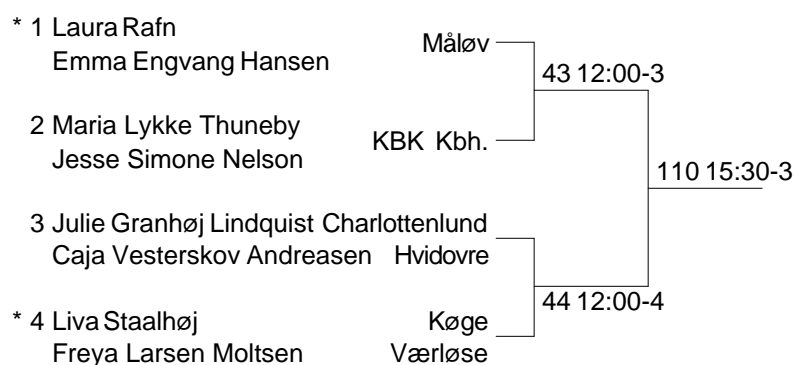 * 1 Laura Rafn
Måløv
Emma Engvang Hansen
43 12:00-3
2 Maria Lykke Thuneby
KBK Kbh.
Jesse Simone Nelson
110 15:30-3
3 Julie Granhøj Lindquist Charlottenlund
Caja Vesterskov Andreasen Hvidovre
44 12:00-4
* 4 Liva Staalhøj Køge
Freya Larsen Moltsen Værløse